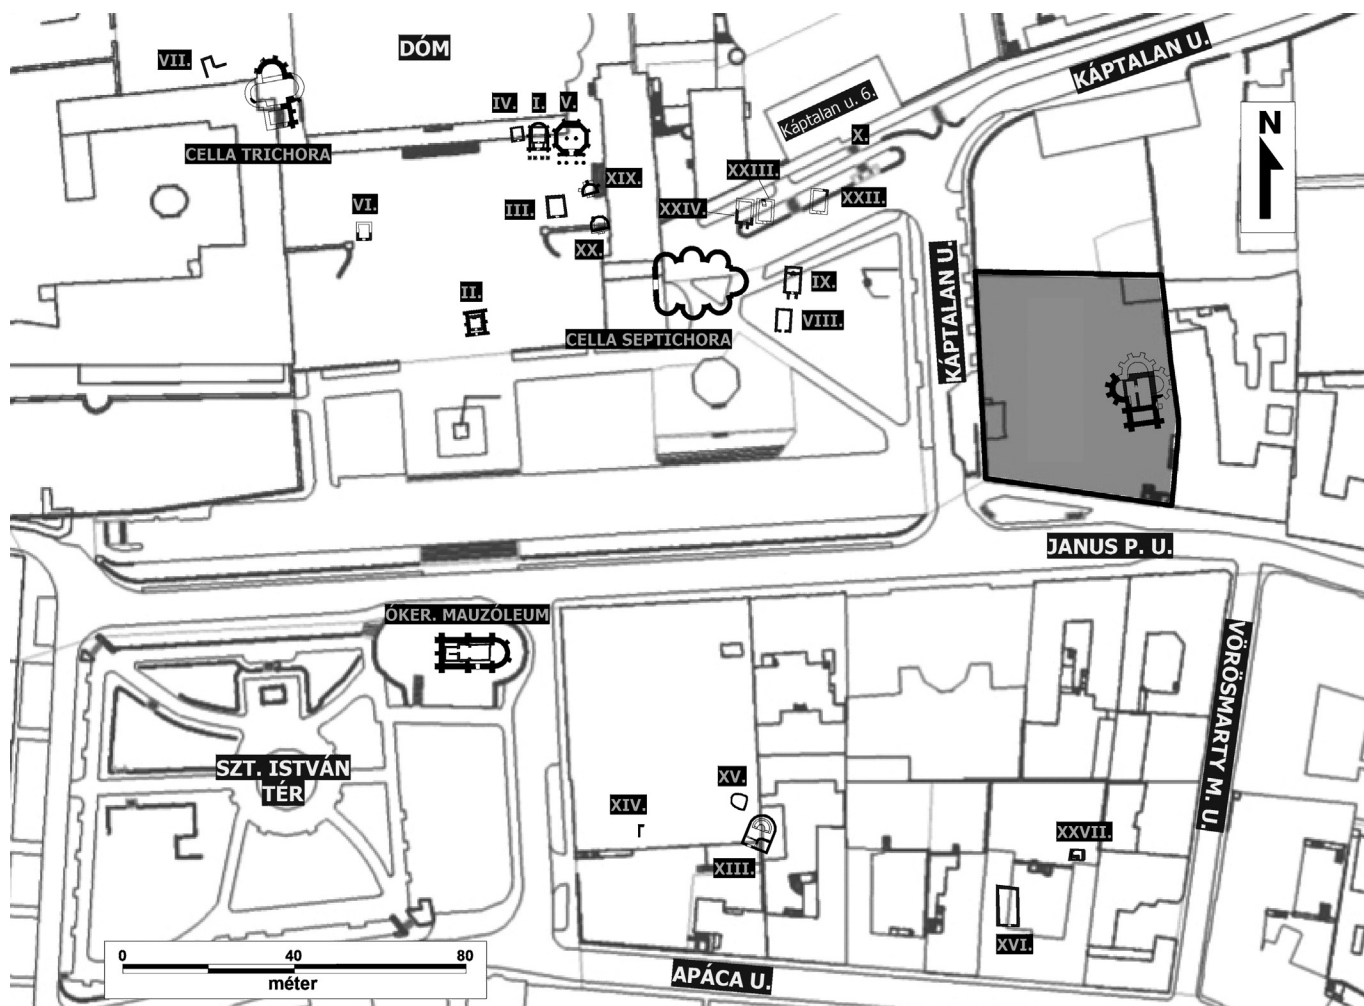 DÓM
KÁPTALAN U.
VII.
Káptalan u. 6.
N
IV.
I.
V.
X.
CELLA TRICHORA
XXIII.
XIX.
XXII.
VI.
III.
XXIV.
XX.
KÁPTALAN U.
IX.
II.
VIII.
CELLA SEPTICHORA
JANUS P. U.
ÓKER. MAUZÓLEUM
VÖRÖSMARTY M. U.
SZT. ISTVÁN
TÉR
XV.
XIV.
XXVII.
XIII.
XVI.
0 40 80
méter
APÁCA U.